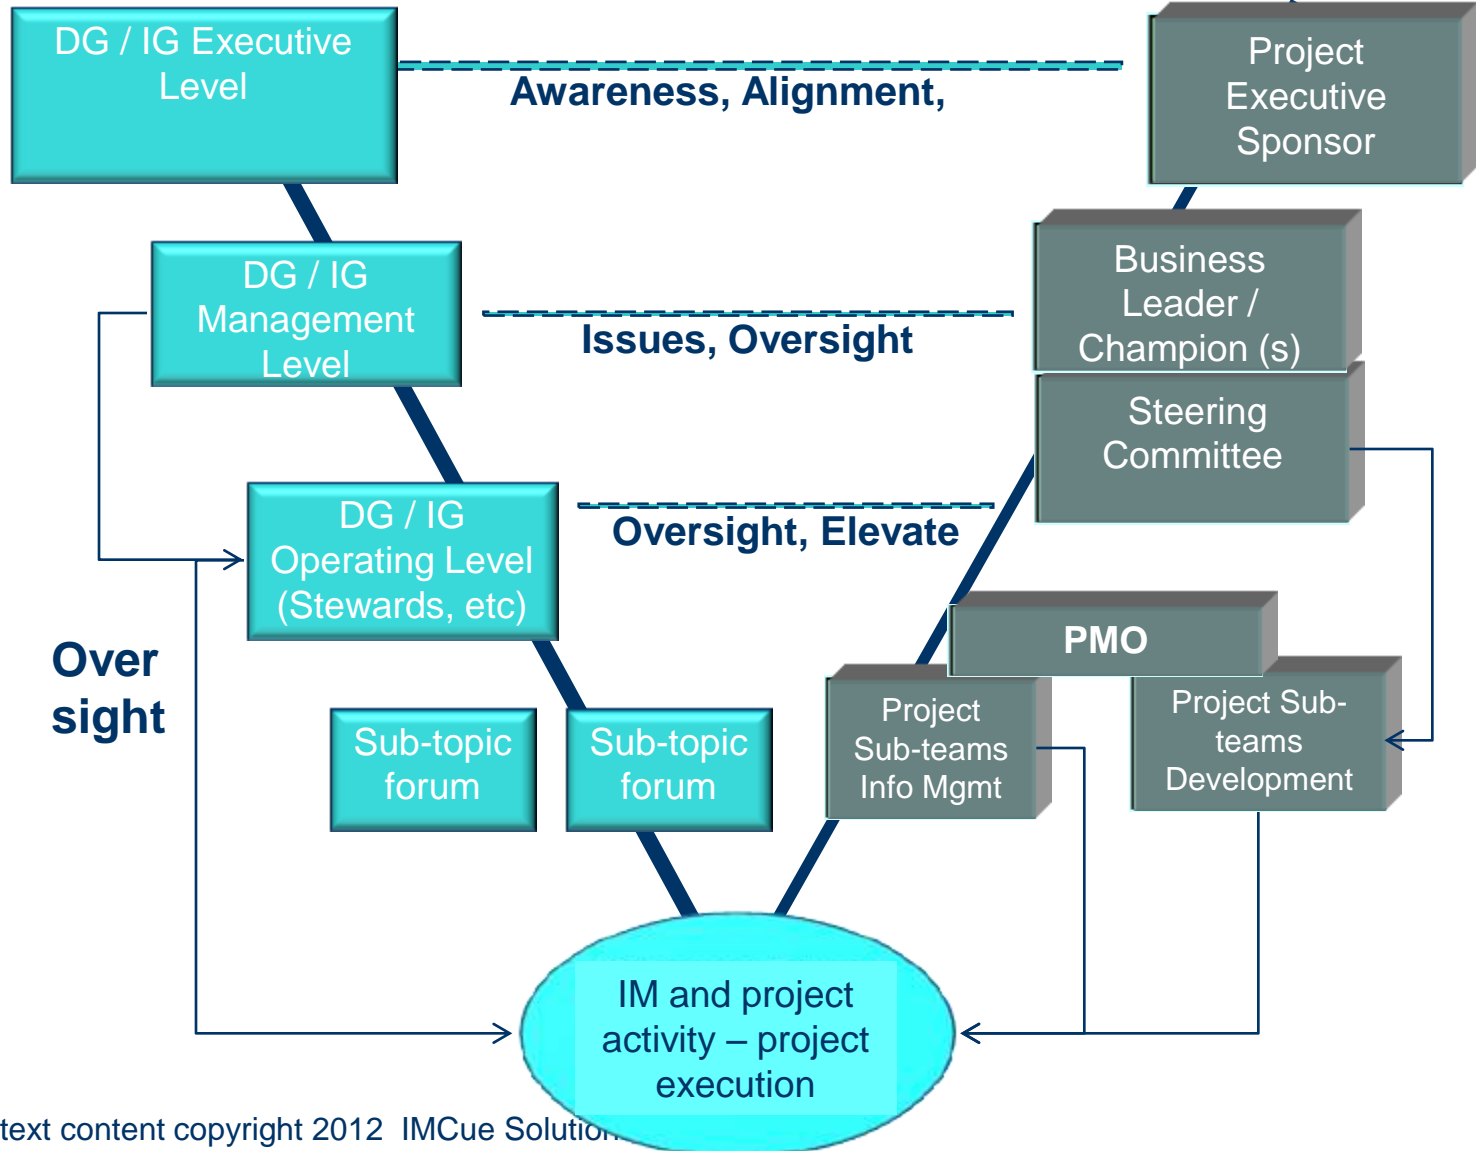 DG / IG Executive
Level
Awareness, Alignment,
Project
Executive
Sponsor
DG / IG
Management
Level
Issues, Oversight
Business
Leader /
Champion (s)
Steering
Committee
DG / IG
Operating Level
(Stewards, etc)
Oversight, Elevate
Over
sight
PMO
Sub-topic
forum
Sub-topic
forum
Project
Sub-teams
Info Mgmt
Project Sub-
teams
Development
IM and project
activity – project
execution
text content copyright 2012 IMCue Solution